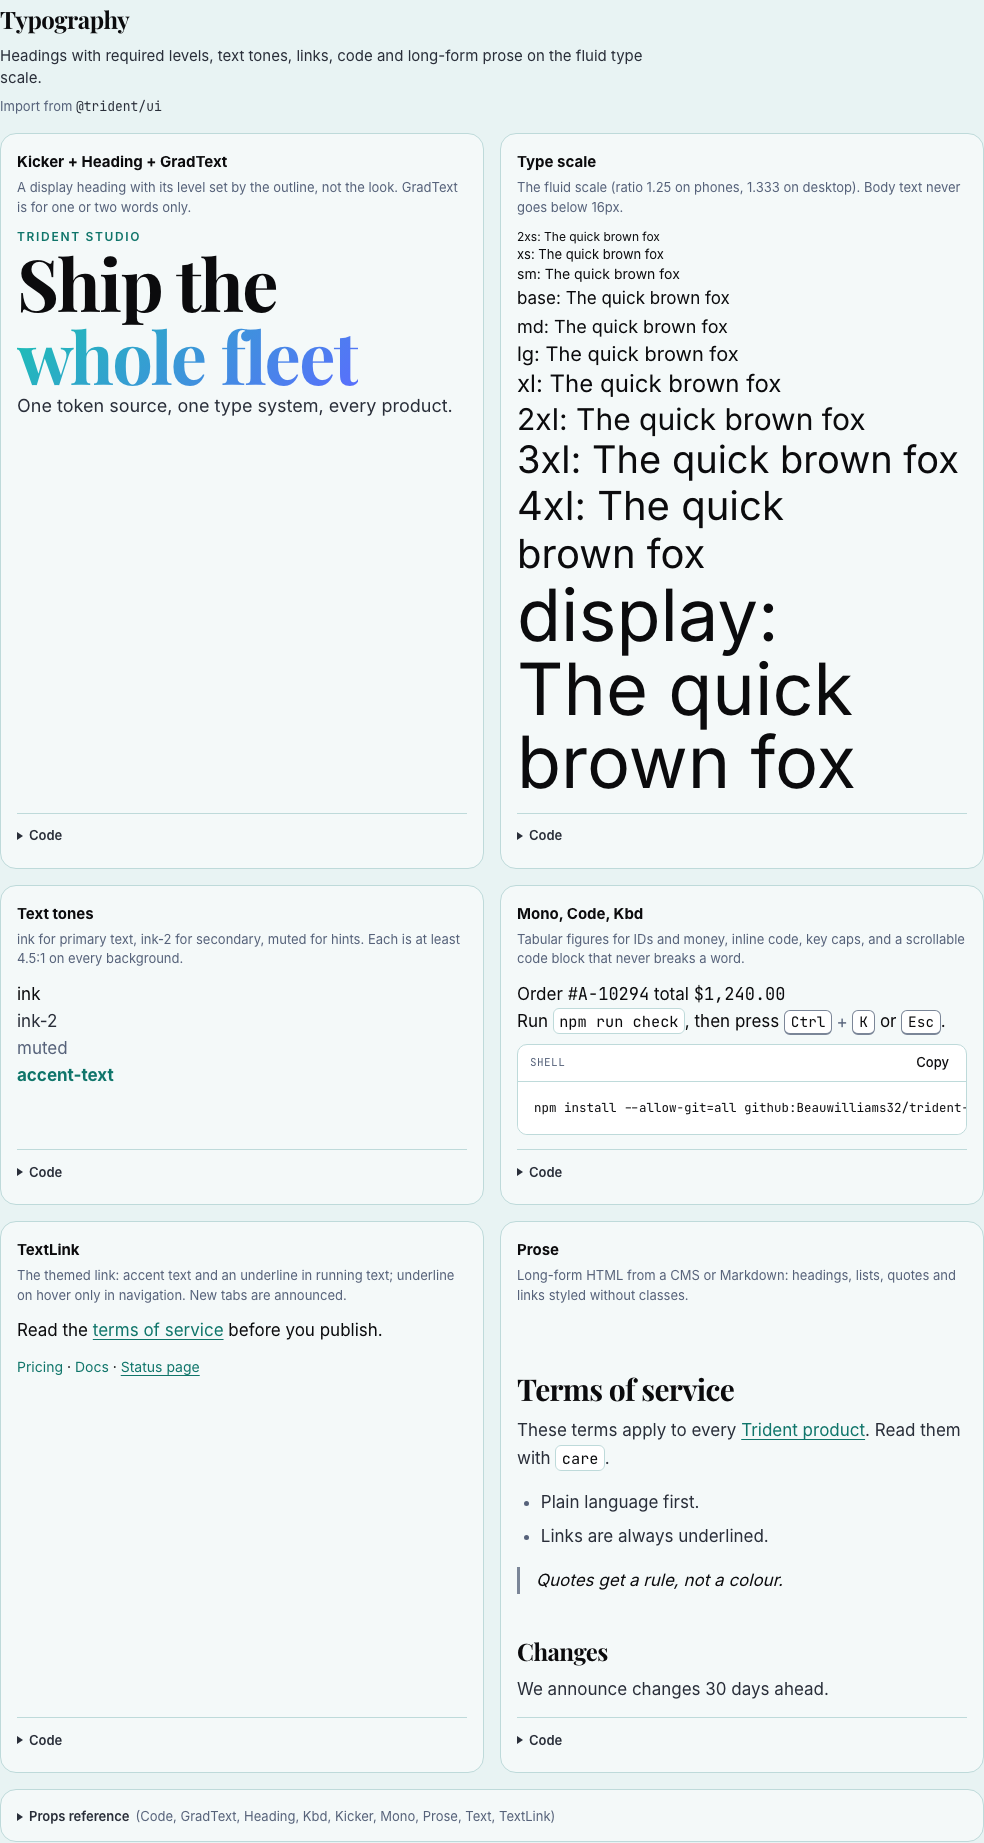 Typography
Headings with required levels, text tones, links, code and long-form prose on the fluid type
scale.
Import from @trident/ui
Kicker + Heading + GradText
A display heading with its level set by the outline, not the look. GradText
is for one or two words only.
TRIDENT STUDIO
Ship the
whole fleet
One token source, one type system, every product.
Code
Type scale
The fluid scale (ratio 1.25 on phones, 1.333 on desktop). Body text never
goes below 16px.
2xs: The quick brown fox
xs: The quick brown fox
sm: The quick brown fox
base: The quick brown fox
md: The quick brown fox
lg: The quick brown fox
xl: The quick brown fox
2xl: The quick brown fox
3xl: The quick brown fox
4xl: The quick
brown fox
display:
The quick
brown fox
Code
Text tones
ink for primary text, ink-2 for secondary, muted for hints. Each is at least
4.5:1 on every background.
ink
ink-2
muted
accent-text
Code
Mono, Code, Kbd
Tabular figures for IDs and money, inline code, key caps, and a scrollable
code block that never breaks a word.
Order #A-10294 total $1,240.00
Run npm run check, then press Ctrl + K or Esc.
SHELL Copy
npm install --allow-git=all github:Beauwilliams32/trident-
Code
TextLink
The themed link: accent text and an underline in running text; underline
on hover only in navigation. New tabs are announced.
Read the terms of service before you publish.
Pricing · Docs · Status page
Code
Prose
Long-form HTML from a CMS or Markdown: headings, lists, quotes and
links styled without classes.
Terms of service
These terms apply to every Trident product. Read them
with care.
• Plain language first.
• Links are always underlined.
Quotes get a rule, not a colour.
Changes
We announce changes 30 days ahead.
Code
Props reference (Code, GradText, Heading, Kbd, Kicker, Mono, Prose, Text, TextLink)